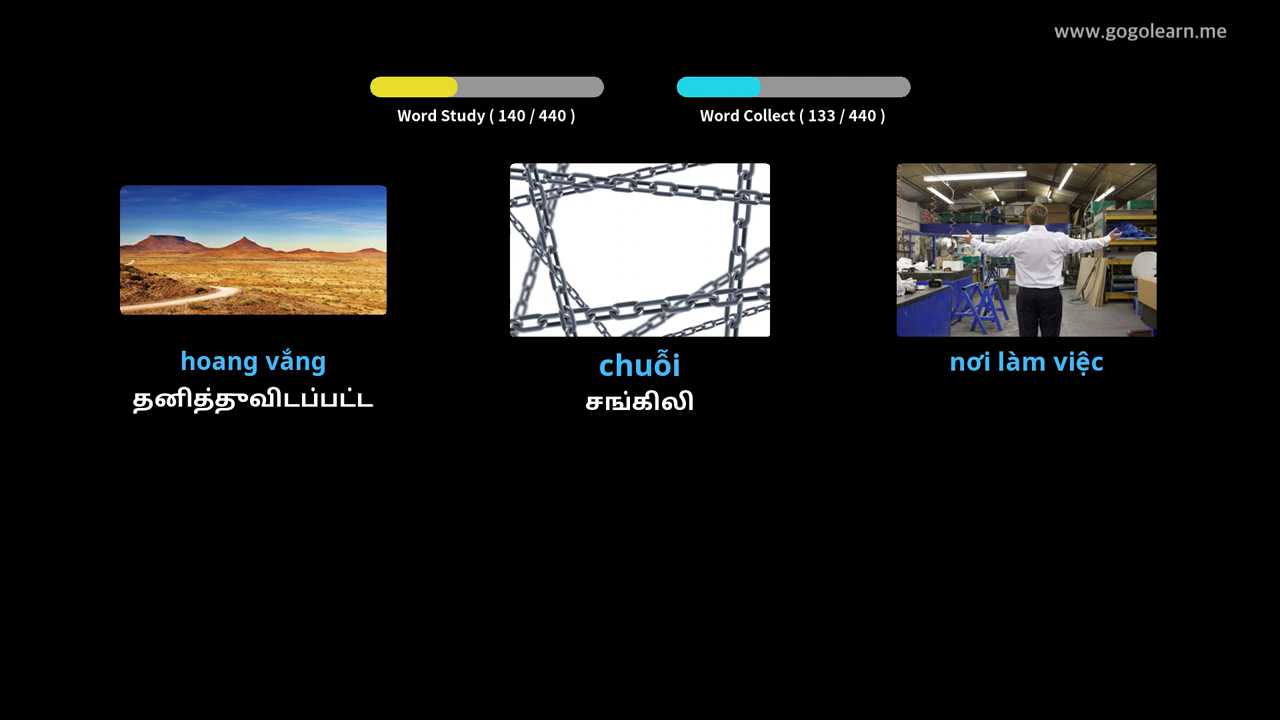 www.gogolearn.me
Word Study ( 140 / 440 )
Word Collect ( 133 / 440 )
hoang vắng
தனித்துவிடப்பட்ட
chuỗi
சங்கிலி
nơi làm việc